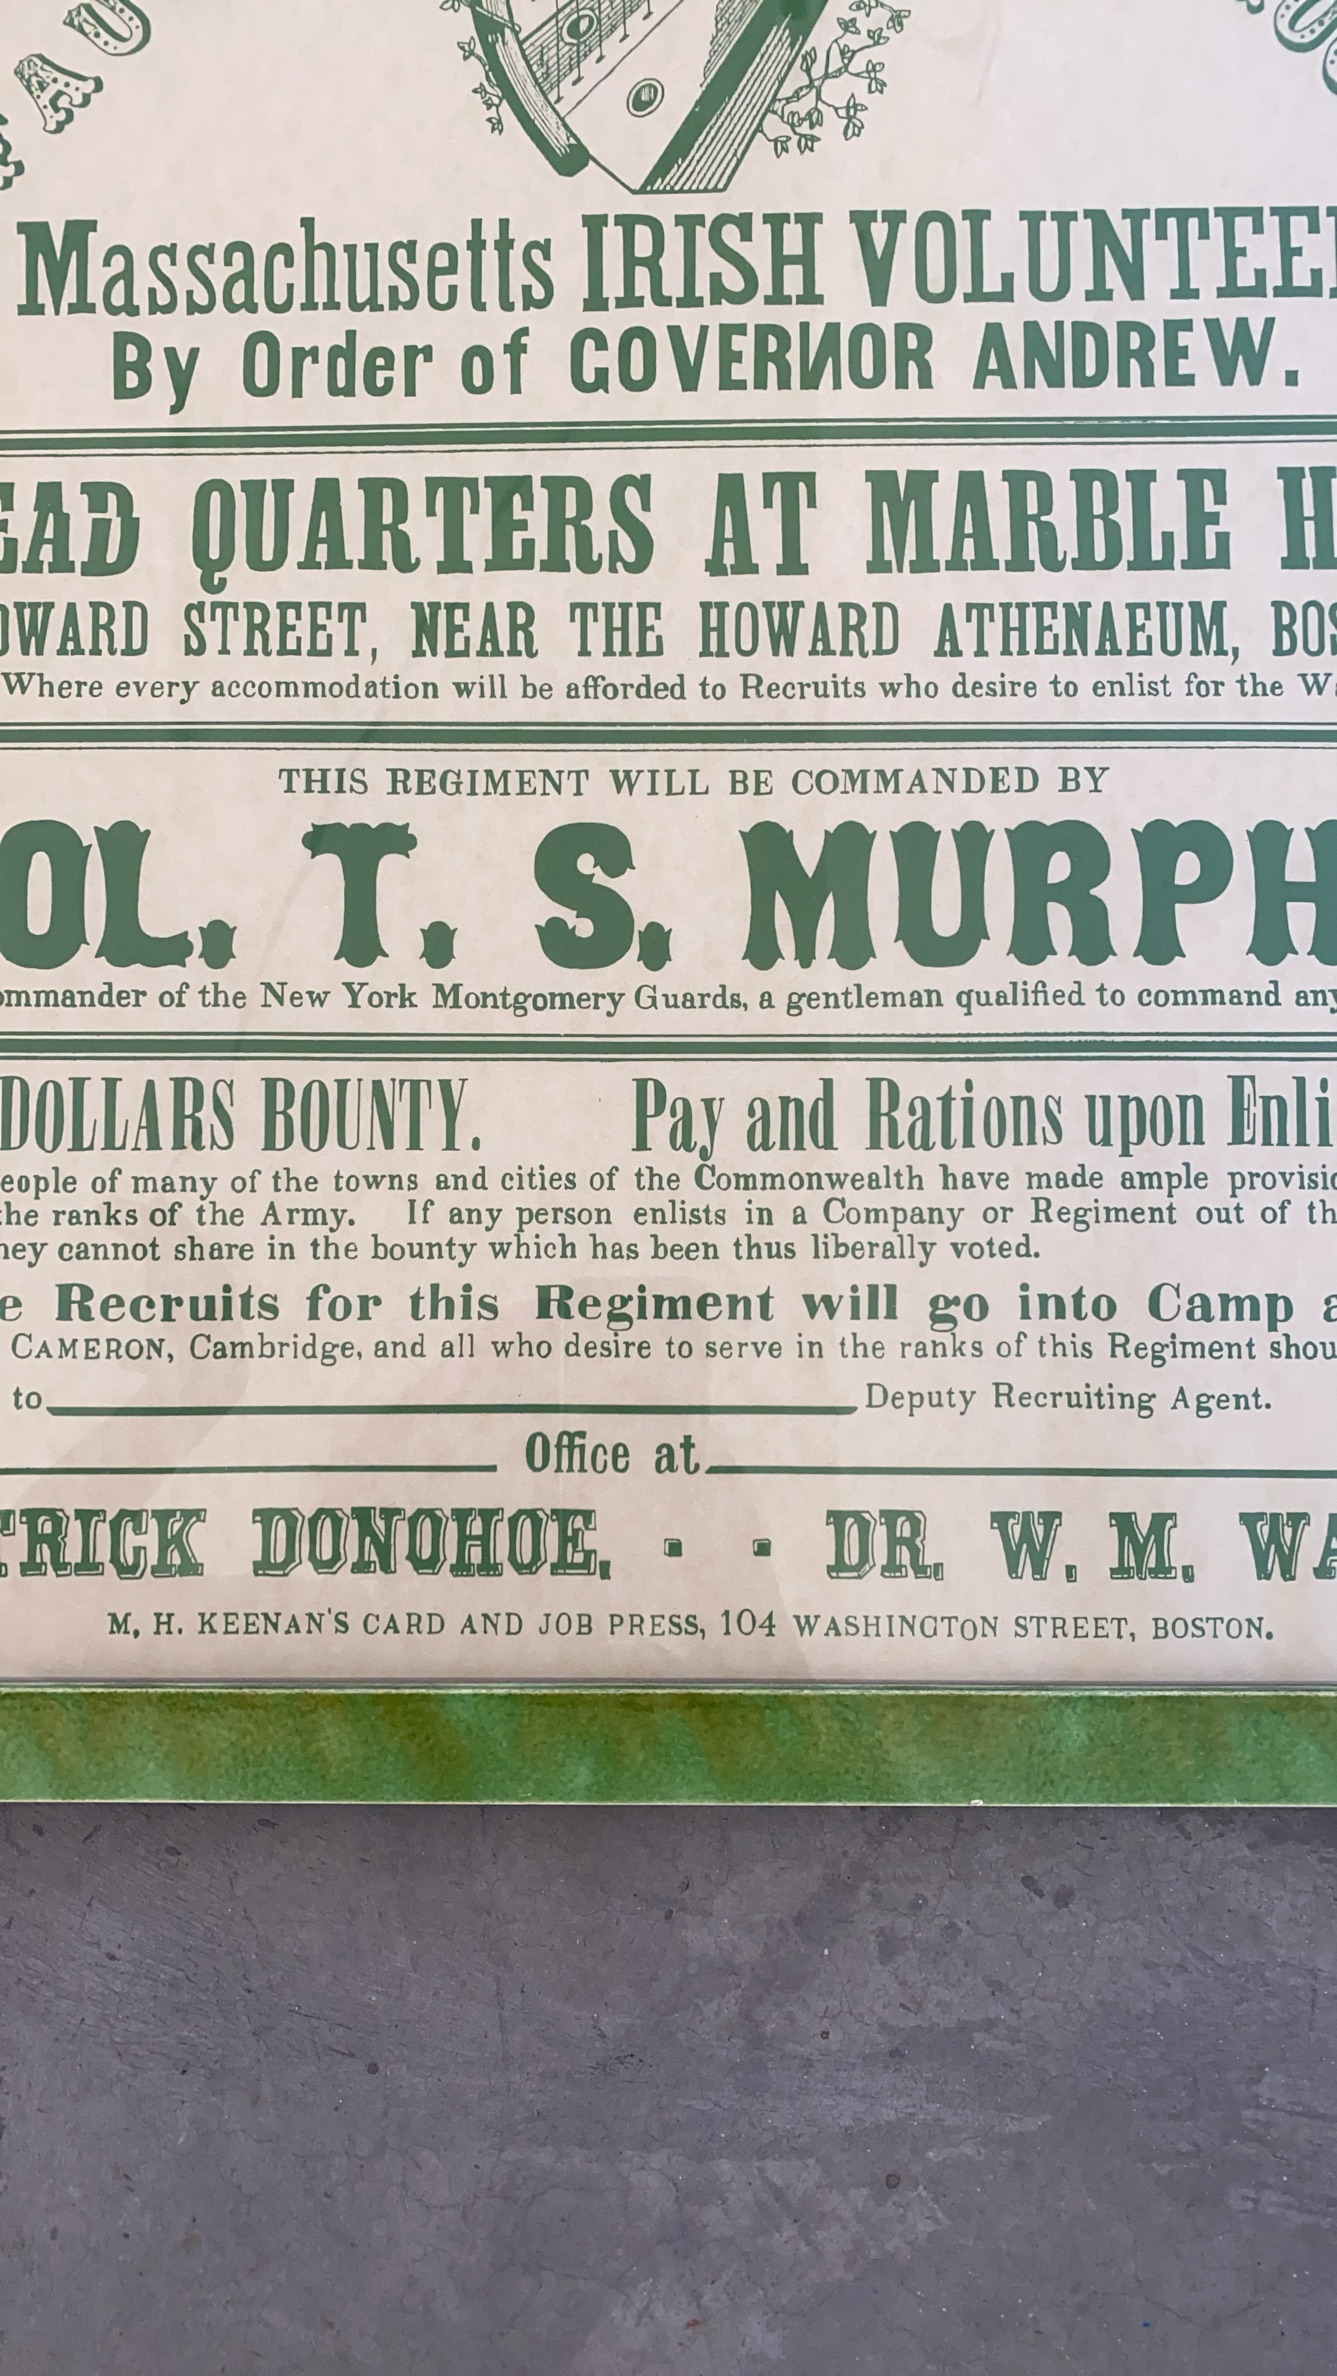 Massachusetts IRISH VOLUNTEE
By Order of GOVERNOR ANDREW.
EAD QUARTERS AT MARBLE H
OWARD STREET, NEAR THE HOWARD ATHENAEUM, BOS
Where every accommodation will be afforded to Recruits who desire to enlist for the W
THIS REGIMENT WILL BE COMMANDED BY
OL. T. S. MURPH
ommander of the New York Montgomery Guards, a gentleman qualified to command any
DOLLARS BOUNTY. Pay and Rations upon Enli
eople of many of the towns and cities of the Commonwealth have made ample provisio
he ranks of the Army. If any person enlists in a Company or Regiment out of th
hey cannot share in the bounty which has been thus liberally voted.
e Recruits for this Regiment will go into Camp a
CAMERON, Cambridge, and all who desire to serve in the ranks of this Regiment shou
to Deputy Recruiting Agent.
Office at
TRICK DONOHOE. - - DR. W. M. WA
M, H. KEENAN'S CARD AND JOB PRESS, 104 WASHINGTON STREET, BOSTON.